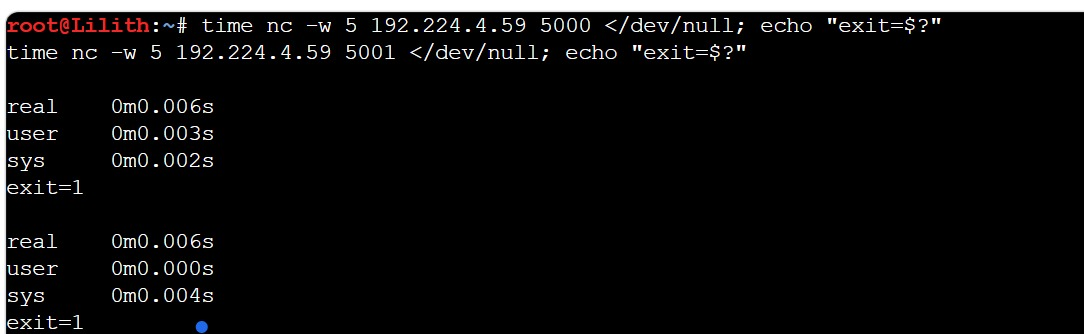 root@Lilith:~# time nc -w 5 192.224.4.59 5000 </dev/null; echo "exit=$?"
time nc -w 5 192.224.4.59 5001 </dev/null; echo "exit=$?"
real 0m0.006s
user 0m0.003s
sys 0m0.002s
exit=1
real 0m0.006s
user 0m0.000s
sys 0m0.004s
exit=1